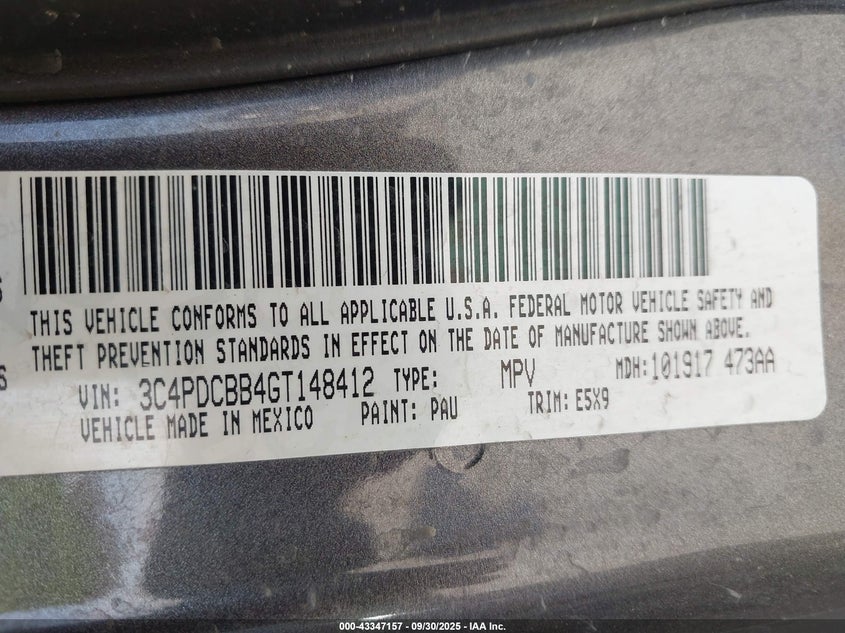 THIS VEHICLE CONFORMS TO ALL APPLICABLE U.S.A. FEDERAL MOTOR VEHICLE SAFETY AND
THEFT PREVENTION STANDARDS IN EFFECT ON THE DATE OF MANUFACTURE SHOWN ABOVE.
VIN: 3C4PDCBB4GT148412 TYPE: MPV MDH:101917 473AA
VEHICLE MADE IN MEXICO PAINT: PAU TRIM: E5X9
S
S
000-43347157 - 09/30/2025 - IAA Inc.